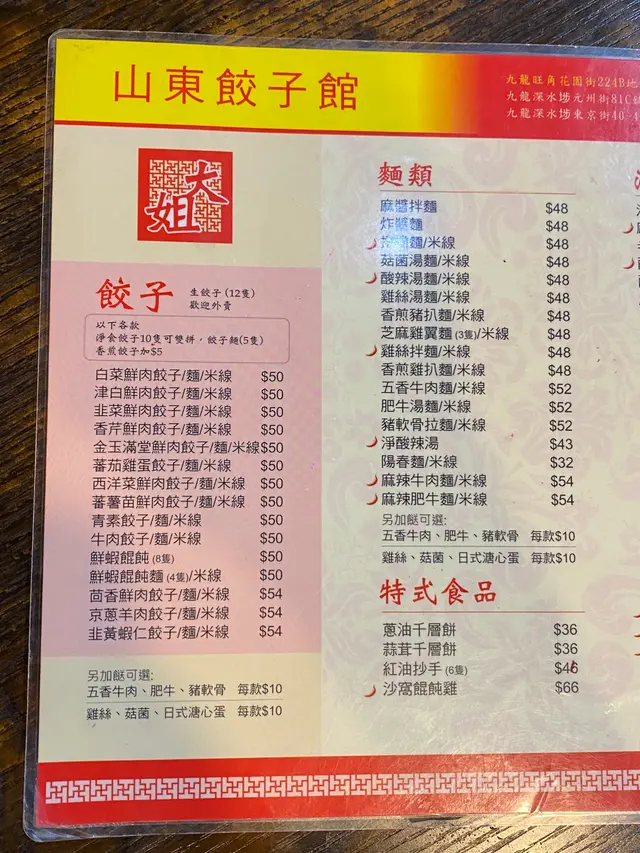 山東餃子館
九龍旺角花園街224B地
九龍深水埗元州街81C
九龍深水埗東京街40-4
大姐
餃子
生餃子(12隻)
歡迎外賣
以下各款
淨食餃子10隻可雙拼，餃子麵(5隻)
香煎餃子加$5
白菜鮮肉餃子/麵/米線 $50
津白鮮肉餃子/麵/米線 $50
韭菜鮮肉餃子/麵/米線 $50
香芹鮮肉餃子/麵/米線 $50
金玉滿堂鮮肉餃子/麵/米線$50
蕃茄雞蛋餃子/麵/米線 $50
西洋菜鮮肉餃子/麵/米線 $50
蕃薯苗鮮肉餃子/麵/米線 $50
青素餃子/麵/米線 $50
牛肉餃子/麵/米線 $50
鮮蝦餛飩(8隻) $50
鮮蝦餛飩麵(4隻)/米線 $50
茴香鮮肉餃子/麵/米線 $54
京蔥羊肉餃子/麵/米線 $54
韭黃蝦仁餃子/麵/米線 $54
另加餸可選:
五香牛肉、肥牛、豬軟骨 每款$10
雞絲、菇菌、日式溏心蛋 每款$10
麵類
麻醬拌麵 $48
炸醬麵 $48
麵/米線 $48
菇菌湯麵/米線 $48
酸辣湯麵/米線 $48
雞絲湯麵/米線 $48
香煎豬扒麵/米線 $48
芝麻雞翼麵(3隻)/米線 $48
雞絲拌麵/米線 $48
香煎雞扒麵/米線 $48
五香牛肉麵/米線 $52
肥牛湯麵/米線 $52
豬軟骨拉麵/米線 $52
淨酸辣湯 $43
陽春麵/米線 $32
麻辣牛肉麵/米線 $54
麻辣肥牛麵/米線 $54
另加餸可選:
五香牛肉、肥牛、豬軟骨 每款$10
雞絲、菇菌、日式溏心蛋 每款$10
特式食品
蔥油千層餅 $36
蒜茸千層餅 $36
紅油抄手(6隻) $46
沙窩餛飩雞 $66